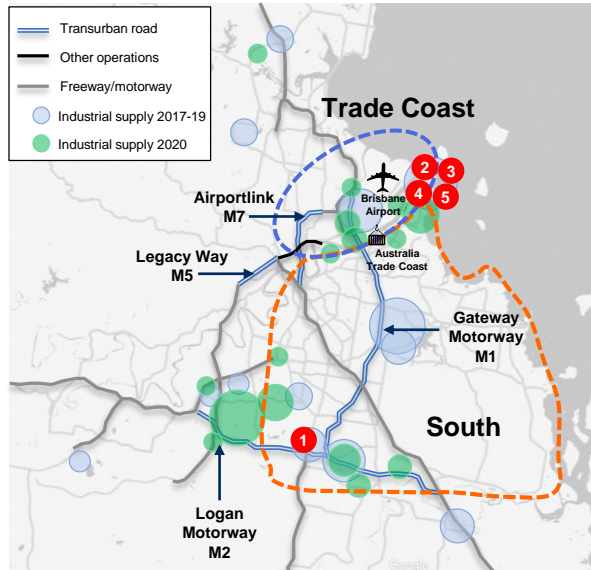 Transurban road
Other operations
Freeway/motorway
Industrial supply 2017-19
Industrial supply 2020
Trade Coast
2
3
4
5
Brisbane
Airport
Airportlink
M7
Australia
Trade Coast
Legacy Way
M5
Gateway
Motorway
M1
South
1
Logan
Motorway
M2
Google